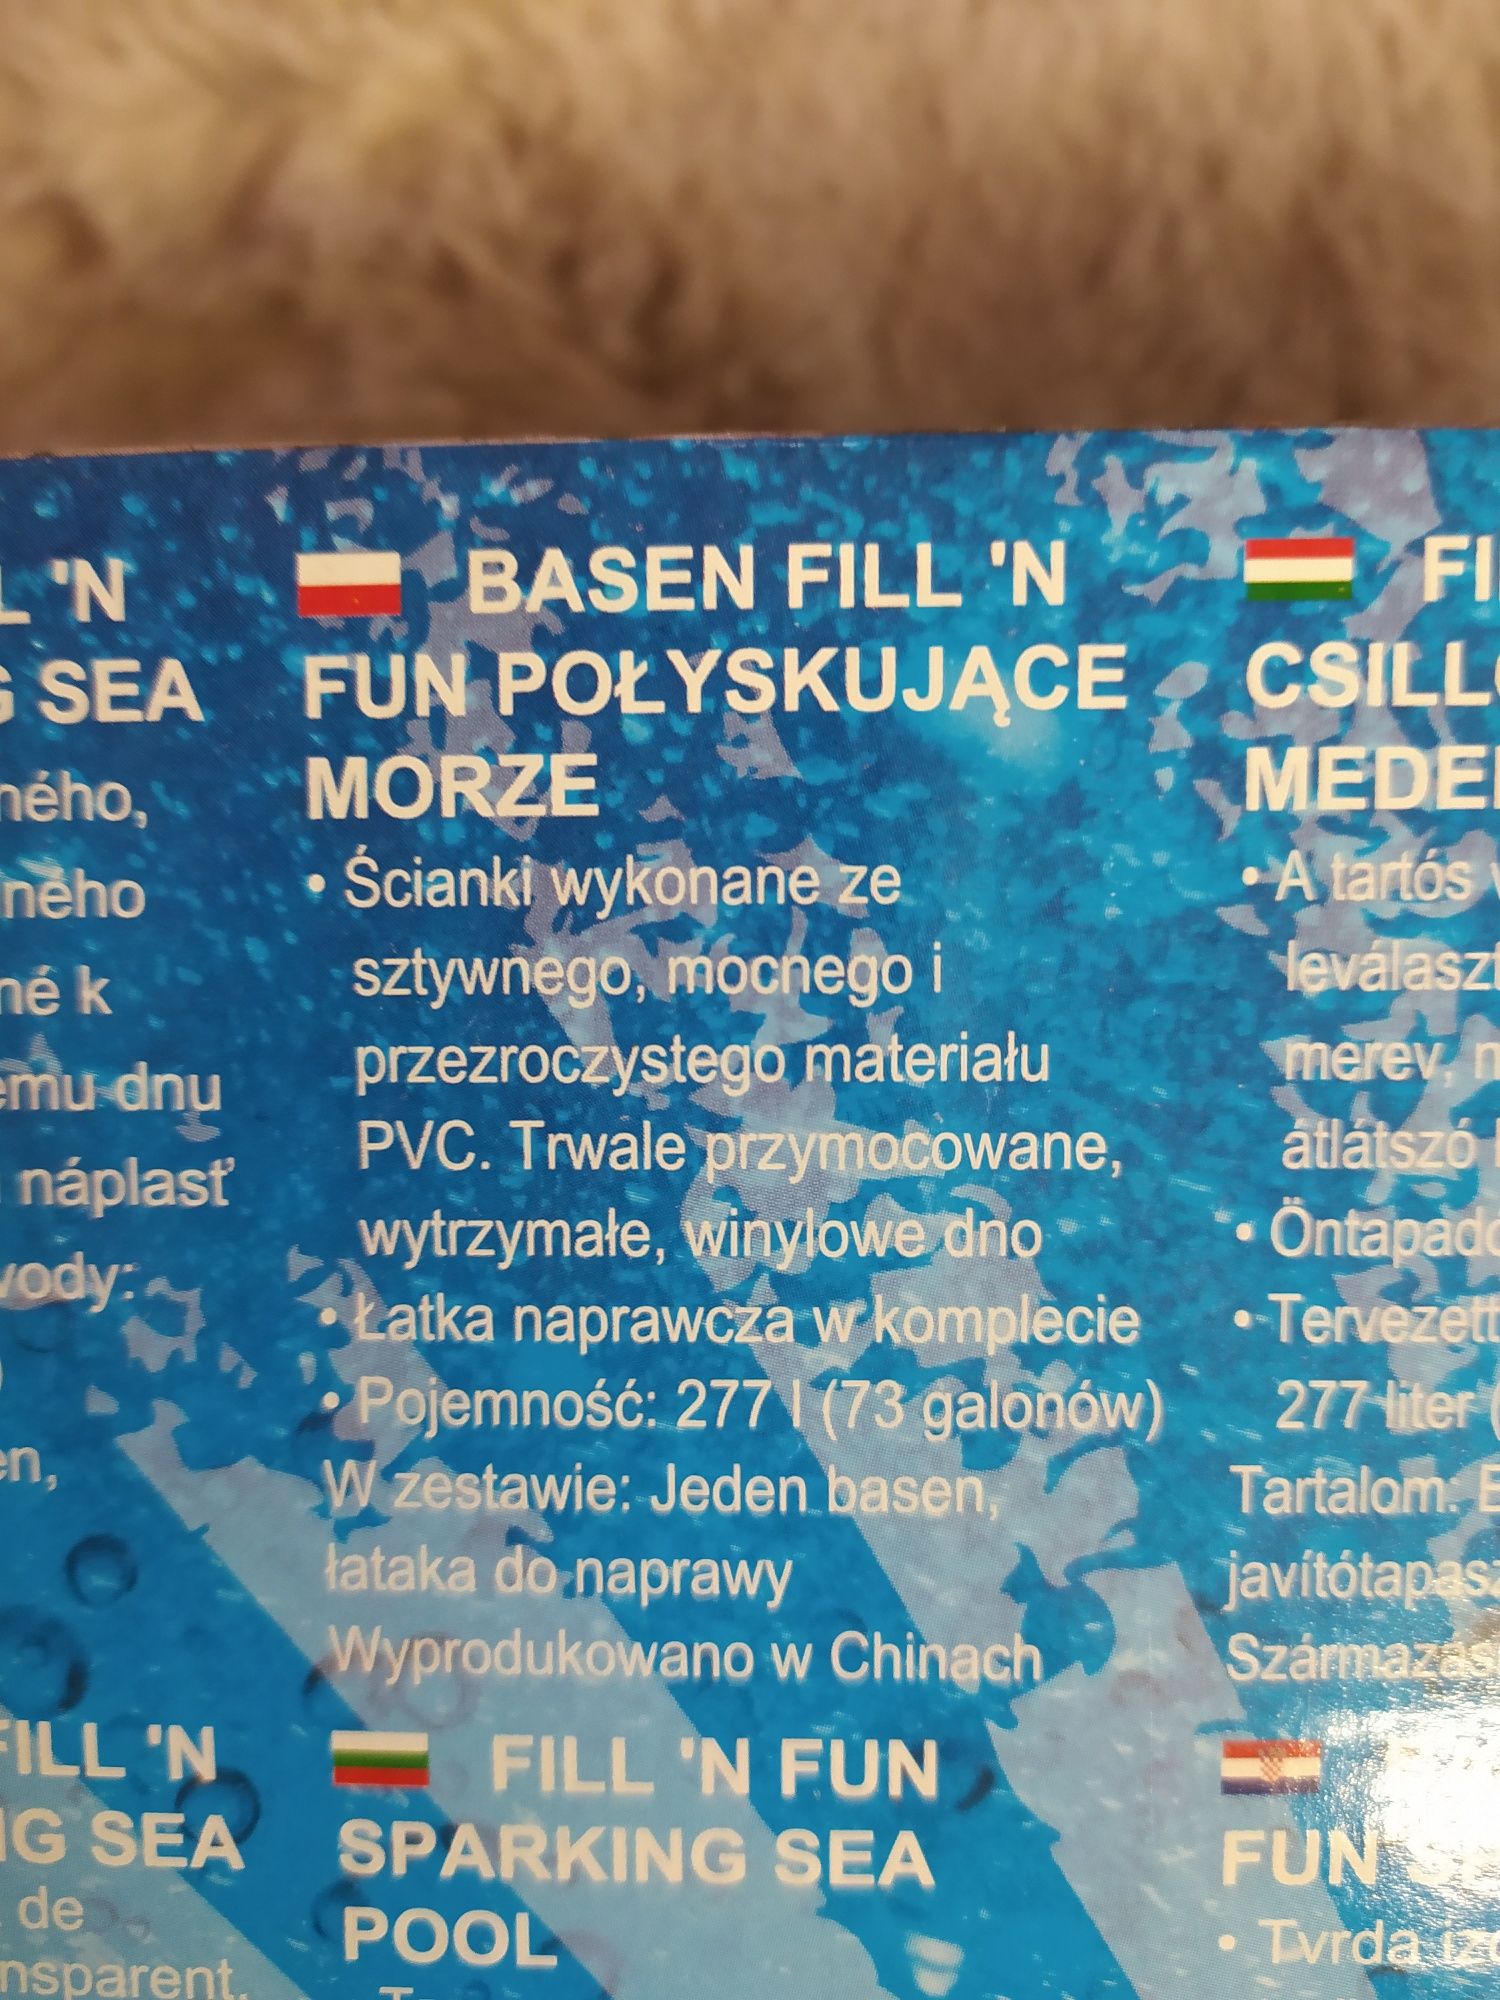 'N
SEA
ného,
ného
né k
emu dnu
náplasť
vody:
en,
FILL 'N
SEA
de
nsparent.
BASEN FILL 'N
FUN POŁYSKUJĄCE
MORZE
• Ścianki wykonane ze
sztywnego, mocnego i
przezroczystego materiału
PVC. Trwale przymocowane,
wytrzymałe, winylowe dno
• Łatka naprawcza w komplecie
• Pojemność: 277 l (73 galonów)
W zestawie: Jeden basen,
łataka do naprawy
Wyprodukowano w Chinach
FILL 'N FUN
SPARKING SEA
POOL
FI
CSILL
MEDE
• A tartós
leválaszt
merev,
átlátszó
• Öntapadó
• Tervezett
277 liter (
Tartalom:
javítótapasz
Származás
FUN
• Tvrda